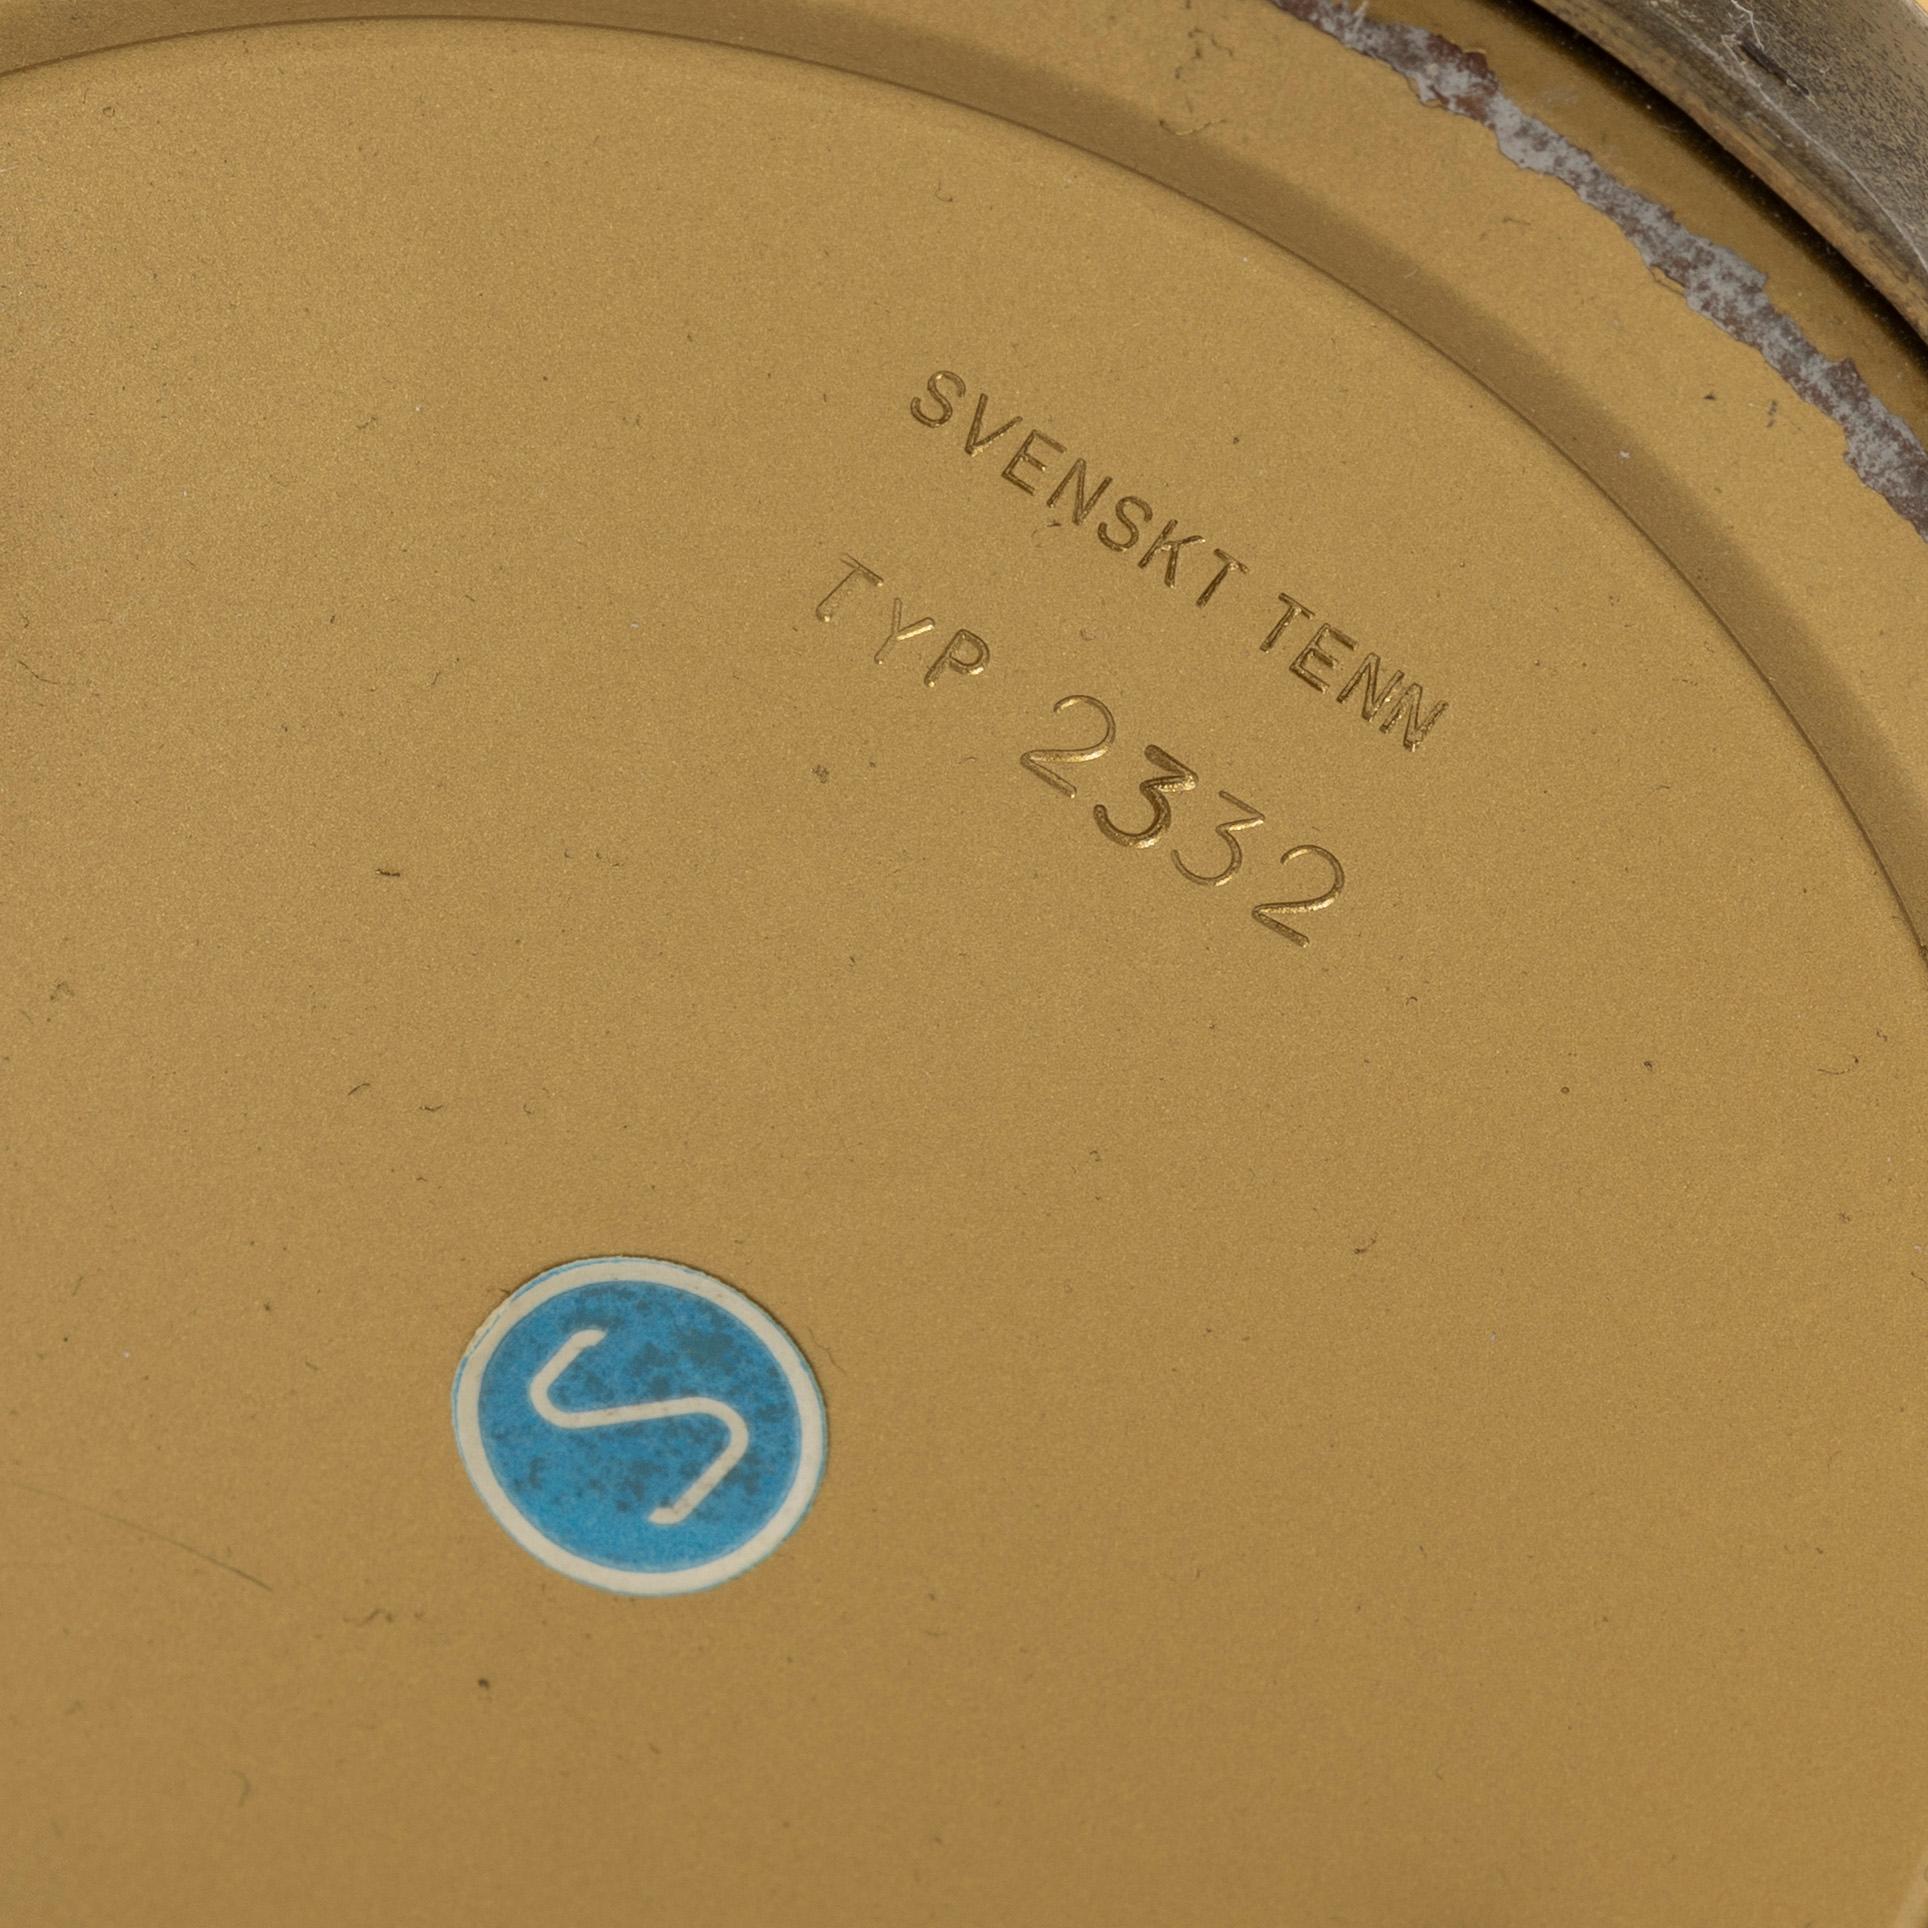 SVENSKT TENN
TYP 2332
S